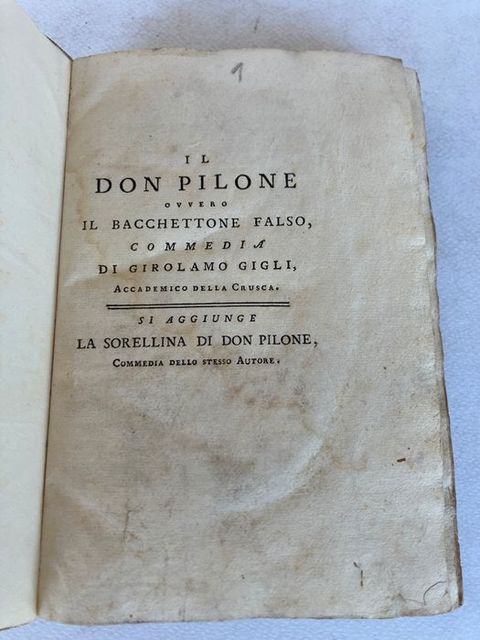 1
IL
DON PILONE
OVVERO
IL BACCHETTONE FALSO,
COMMEDIA
DI GIROLAMO GIGLI,
ACCADEMICO DELLA CRUSCA.
SI AGGIUNGE
LA SORELLINA DI DON PILONE,
COMMEDIA DELLO STESSO AUTORE.